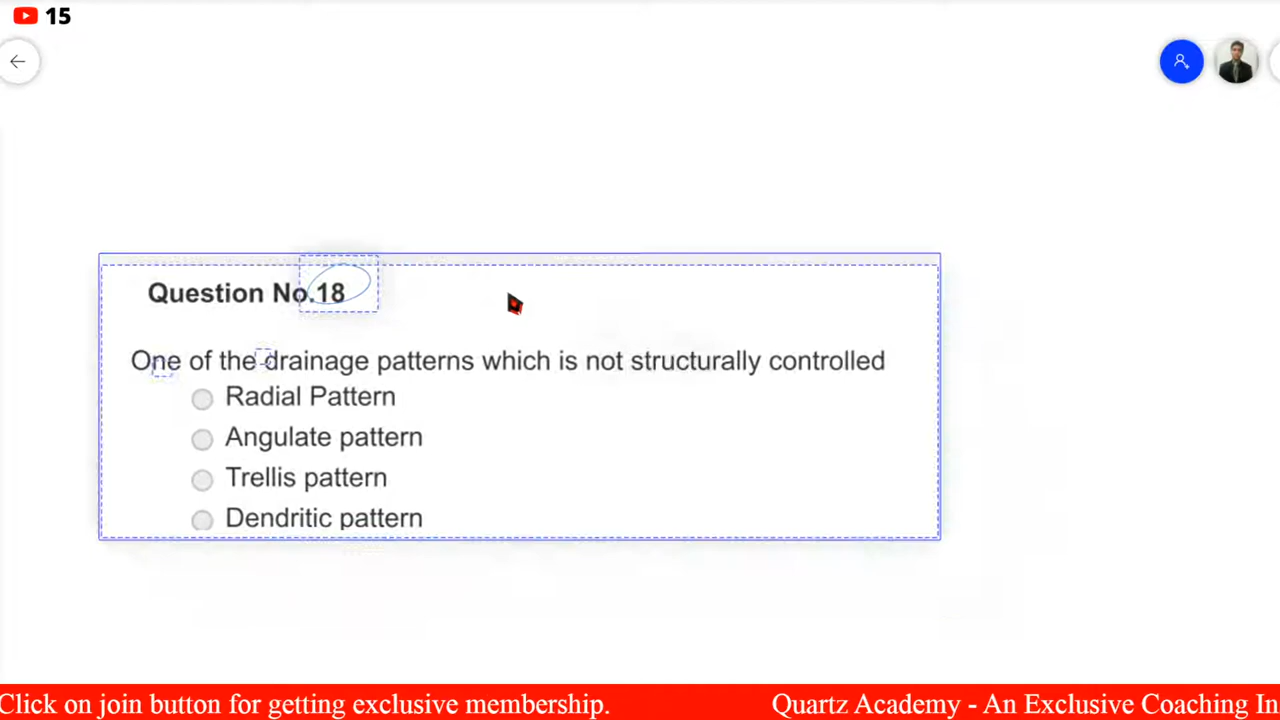 15
Question No.18
One of the drainage patterns which is not structurally controlled
Radial Pattern
Angulate pattern
Trellis pattern
Dendritic pattern
Click on join button for getting exclusive membership. Quartz Academy - An Exclusive Coaching In